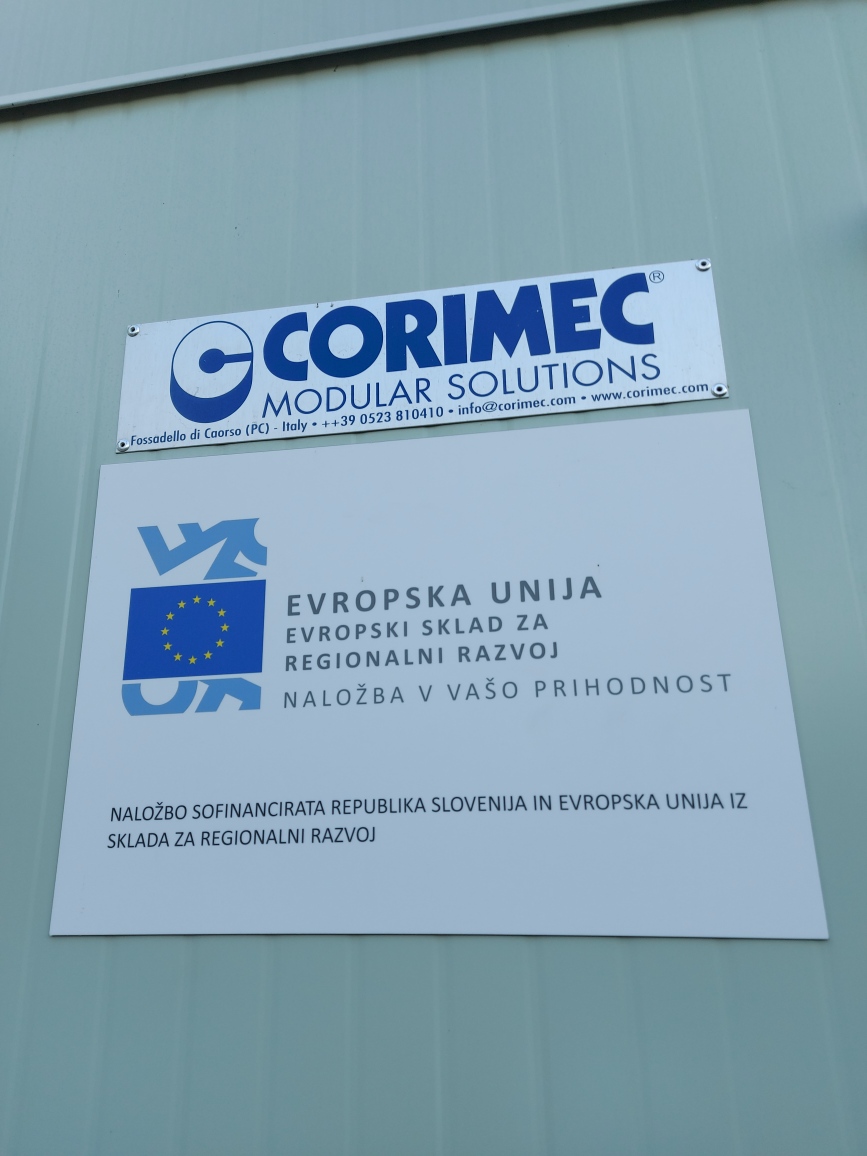 CORIMEC®
MODULAR SOLUTIONS
Fossadello di Caorso (PC) - Italy • ++39 0523 810410 • info@corimec.com • www.corimec.com
EVROPSKA UNIJA
EVROPSKI SKLAD ZA
REGIONALNI RAZVOJ
NALOŽBA V VAŠO PRIHODNOST
NALOŽBO SOFINANCIRATA REPUBLIKA SLOVENIJA IN EVROPSKA UNIJA IZ
SKLADA ZA REGIONALNI RAZVOJ